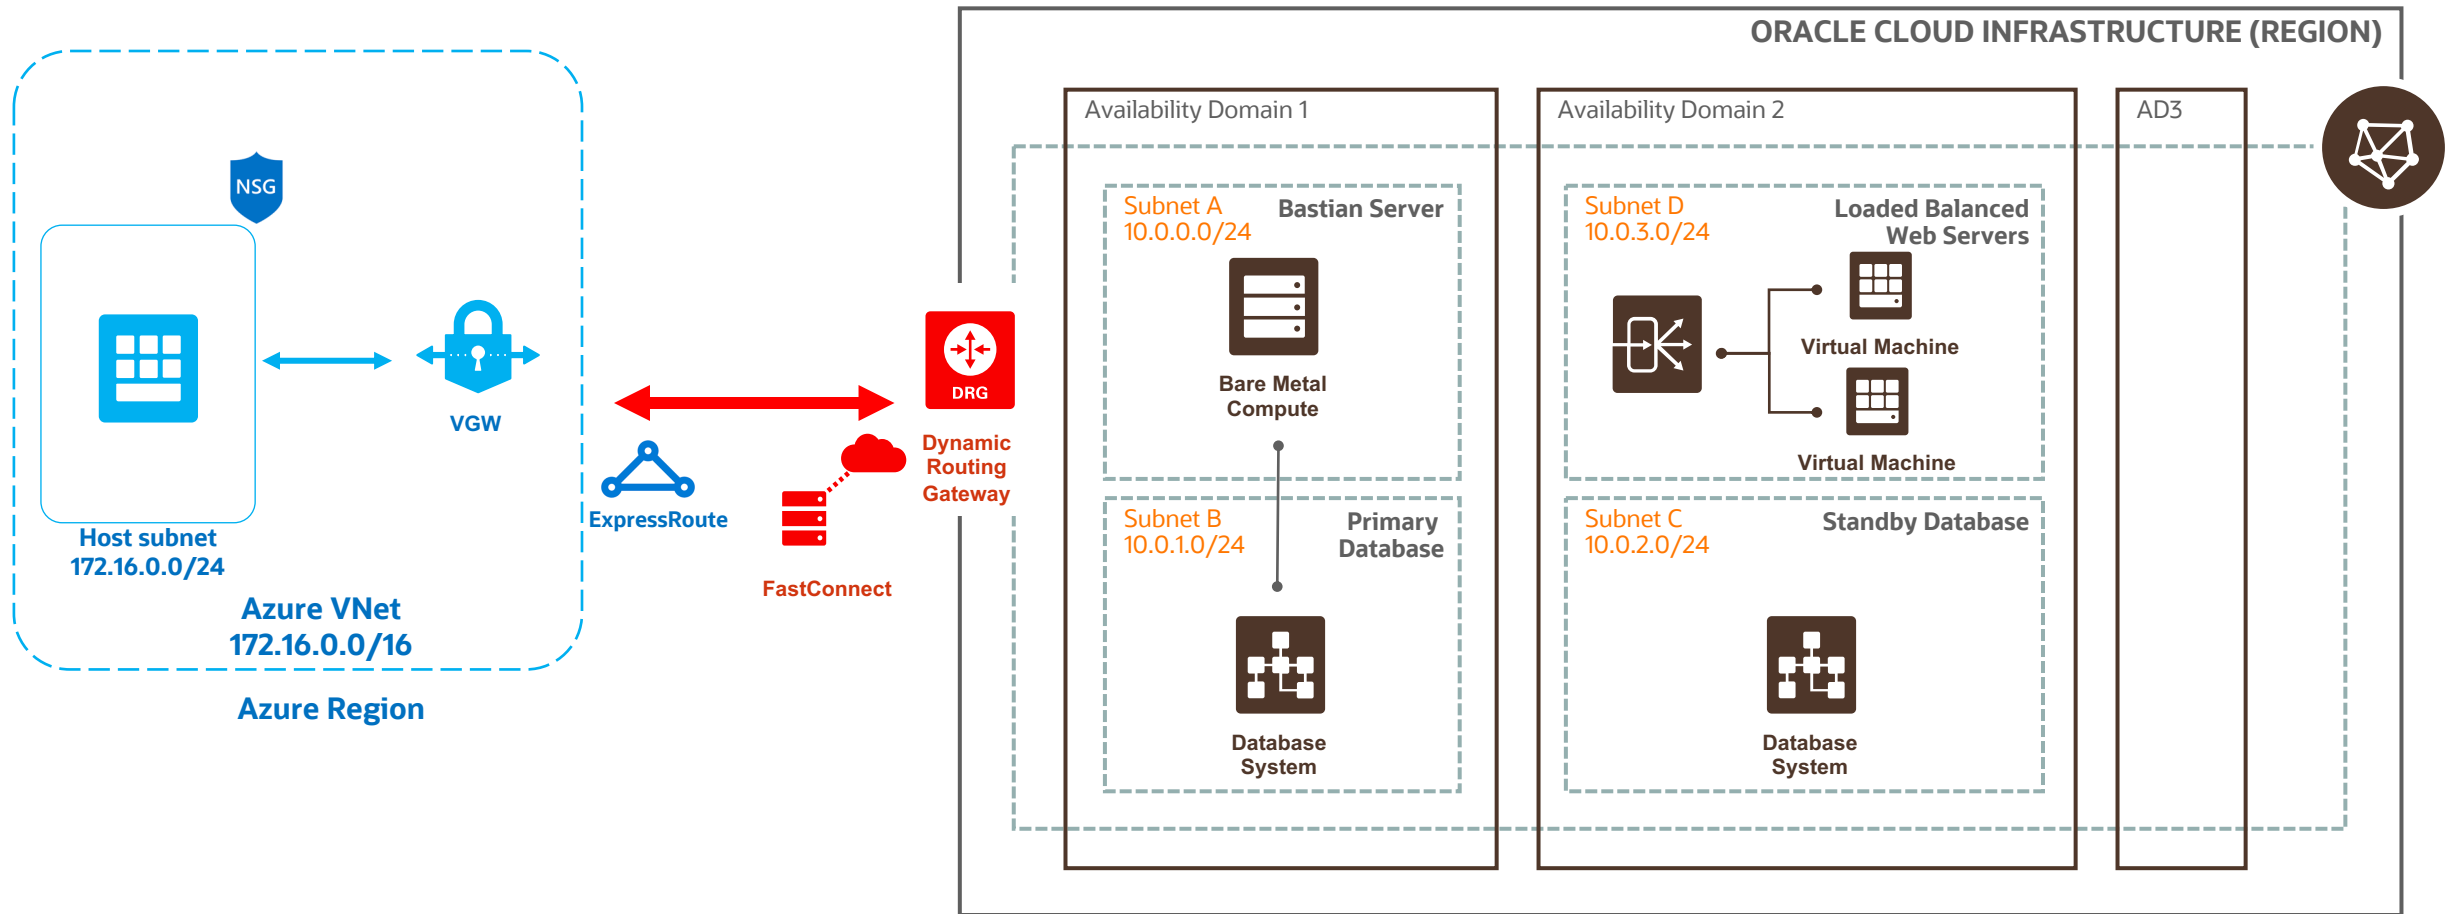 ORACLE CLOUD INFRASTRUCTURE (REGION)
NSG
Host subnet
172.16.0.0/24
VGW
Azure VNet
172.16.0.0/16
Azure Region
ExpressRoute
FastConnect
DRG
Dynamic
Routing
Gateway
Availability Domain 1
Subnet A
10.0.0.0/24
Bastian Server
Bare Metal
Compute
Subnet B
10.0.1.0/24
Primary
Database
Database
System
Availability Domain 2
Subnet D
10.0.3.0/24
Loaded Balanced
Web Servers
Virtual Machine
Virtual Machine
Subnet C
10.0.2.0/24
Standby Database
Database
System
AD3